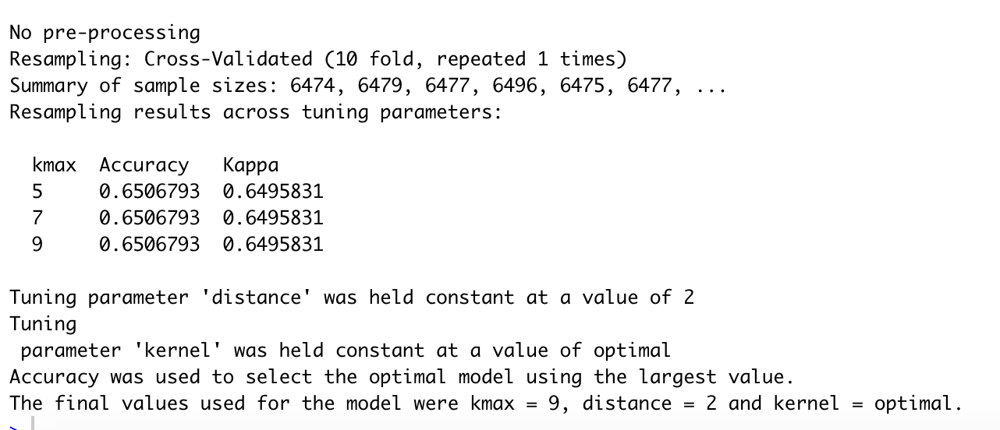 No pre-processing
Resampling: Cross-Validated (10 fold, repeated 1 times)
Summary of sample sizes: 6474, 6479, 6477, 6496, 6475, 6477, ...
Resampling results across tuning parameters:

  kmax  Accuracy   Kappa
  5     0.6506793  0.6495831
  7     0.6506793  0.6495831
  9     0.6506793  0.6495831

Tuning parameter 'distance' was held constant at a value of 2
Tuning
 parameter 'kernel' was held constant at a value of optimal
Accuracy was used to select the optimal model using the largest value.
The final values used for the model were kmax = 9, distance = 2 and kernel = optimal.
>